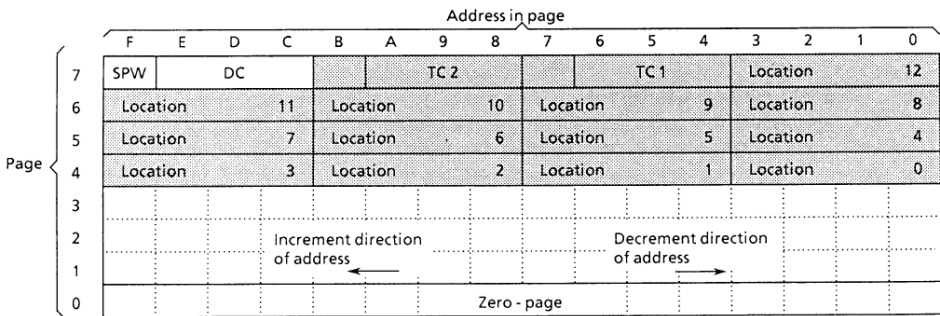 Address in page
F E D C B A 9 8 7 6 5 4 3 2 1 0
7 SPW DC TC 2 TC 1 Location 12
6 Location 11 Location 10 Location 9 Location 8
5 Location 7 Location 6 Location 5 Location 4
Page
4 Location 3 Location 2 Location 1 Location 0
3
2 Increment direction of address Decrement direction of address
1
0 Zero - page